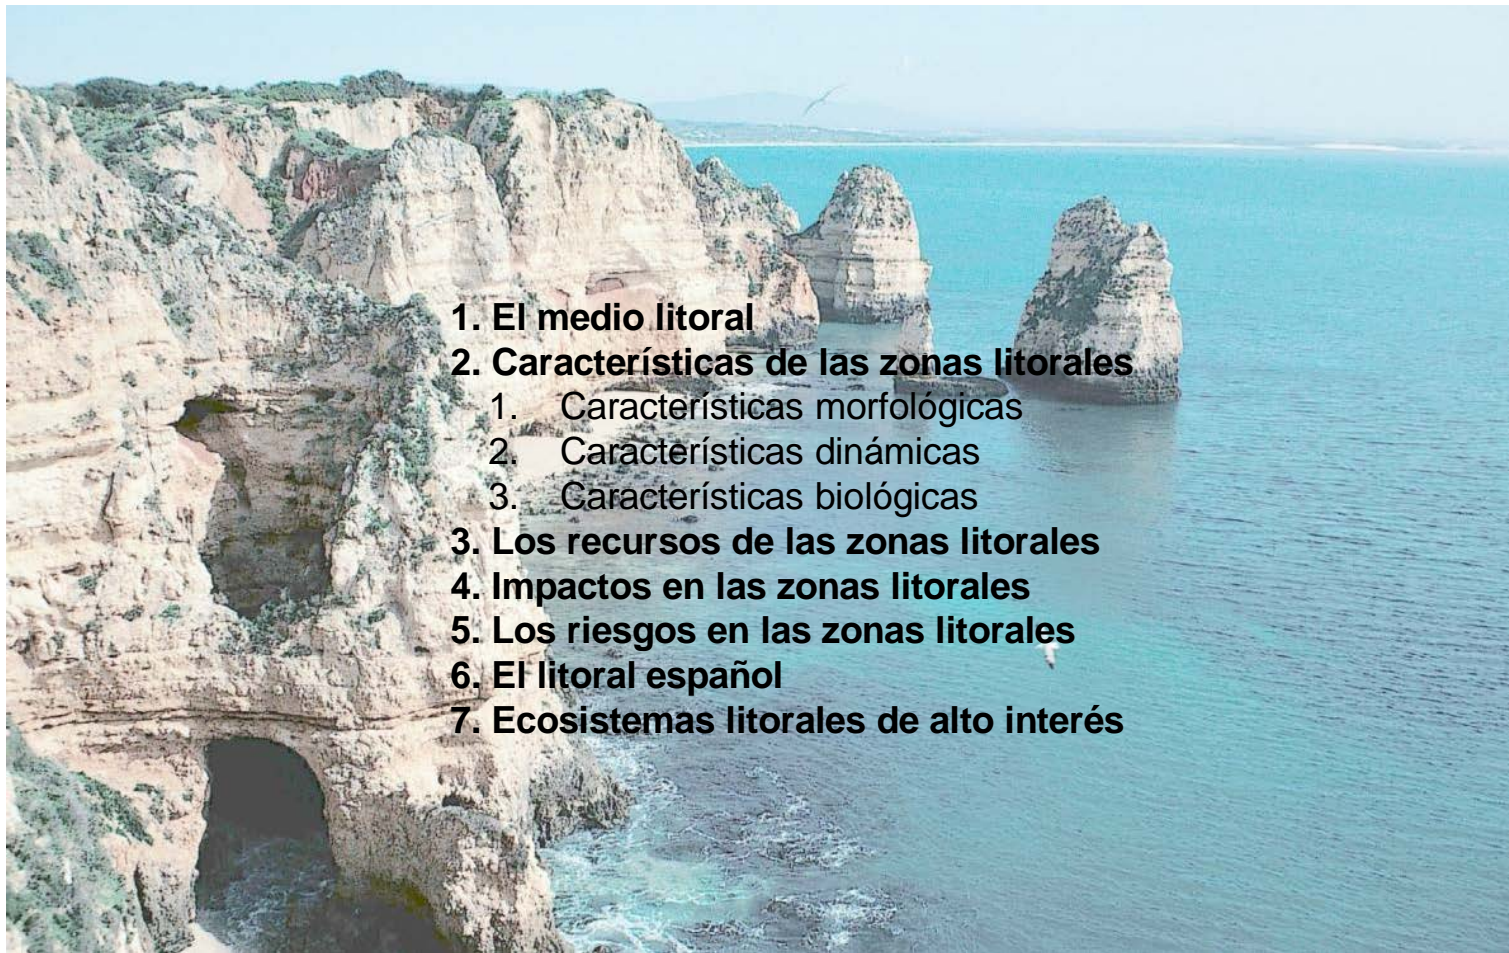 1. El medio litoral
2. Características de las zonas litorales
1. Características morfológicas
2. Características dinámicas
3. Características biológicas
3. Los recursos de las zonas litorales
4. Impactos en las zonas litorales
5. Los riesgos en las zonas litorales
6. El litoral español
7. Ecosistemas litorales de alto interés